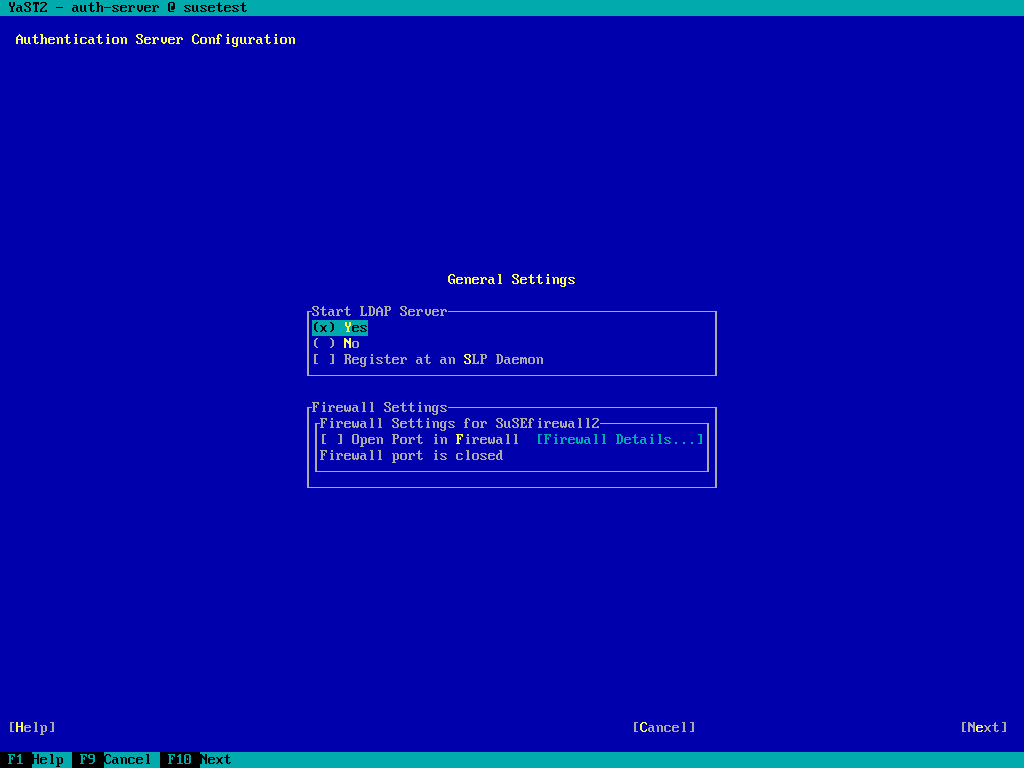 YaST2 - auth-server @ susetest
Authentication Server Configuration
General Settings
Start LDAP Server
(x) Yes
( ) No
[ ] Register at an SLP Daemon
Firewall Settings
Firewall Settings for SuSEfirewall2
[ ] Open Port in Firewall [Firewall Details...]
Firewall port is closed
[Help] [Cancel] [Next]
F1 Help F9 Cancel F10 Next